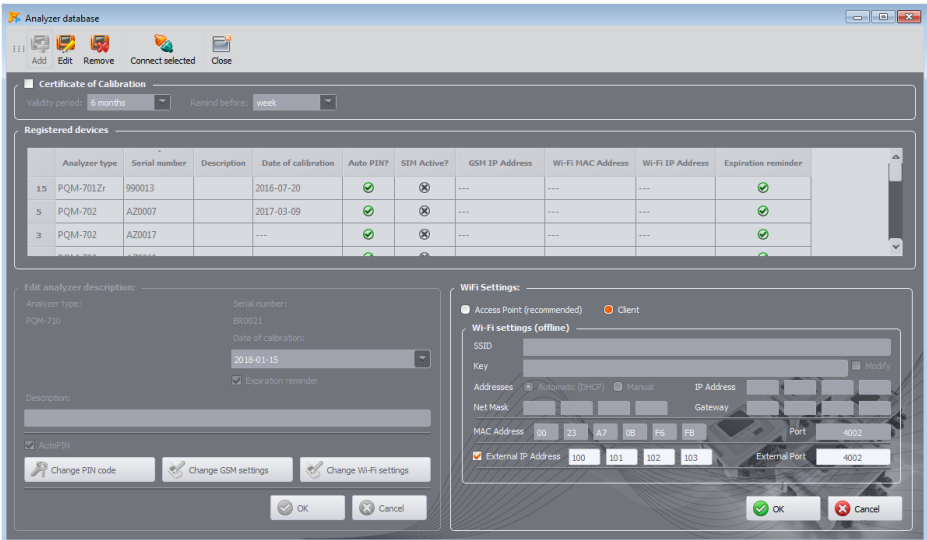 Analyzer database
Add Edit Remove Connect selected Close
Certificate of Calibration
Validity period: 6 months Remind before: week
Registered devices
Analyzer type Serial number Description Date of calibration Auto PIN? SIM Active? GSM IP Address Wi-Fi MAC Address Wi-Fi IP Address Expiration reminder
15 PQM-701Zr 990013 2016-07-20 --- --- ---
5 PQM-702 AZ0007 2017-03-09 --- --- ---
3 PQM-702 AZ0017 --- --- --- ---
Edit analyzer description:
Analyzer type: Serial number:
PQM-710 BR0021
Date of calibration:
2018-01-15
Expiration reminder
Description:
AutoPIN
Change PIN code Change GSM settings Change Wi-Fi settings
OK Cancel
WiFi Settings:
Access Point (recommended) Client
Wi-Fi settings (offline)
SSID
Key Modify
Addresses Automatic (DHCP) Manual IP Address
Net Mask Gateway
MAC Address 00 23 A7 0B F6 FB Port 4002
External IP Address 100 101 102 103 External Port 4002
OK Cancel